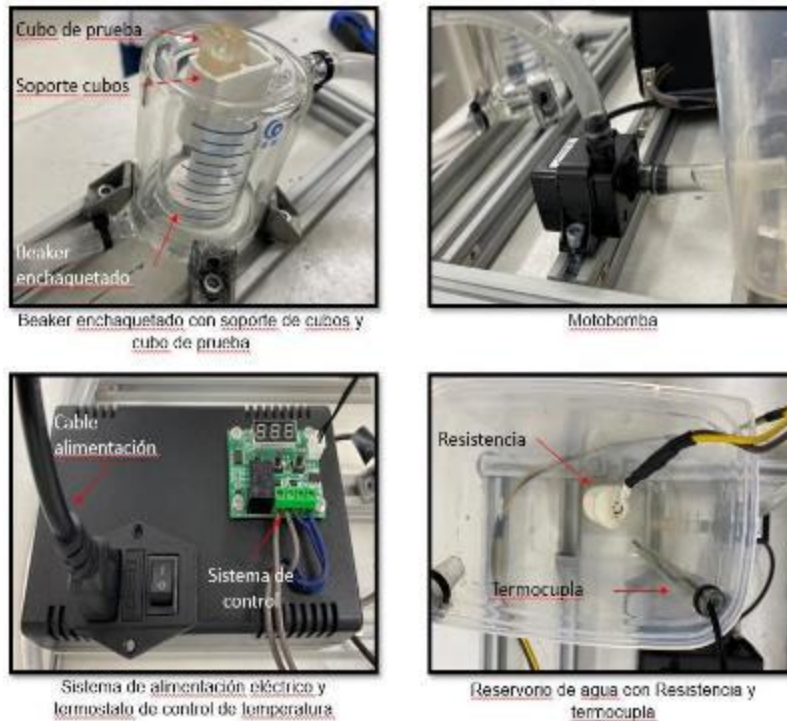 Cubo de prueba
Soporte cubos
Beaker
enchaquetado
Beaker enchaquetado con soporte de cubos y
cubo de prueba
Motobomba
Cable
alimentación
Sistema de
control
Sistema de alimentación eléctrico y
termostato de control de temperatura
Resistencia
Termocupla
Reservorio de agua con Resistencia y
termocupla